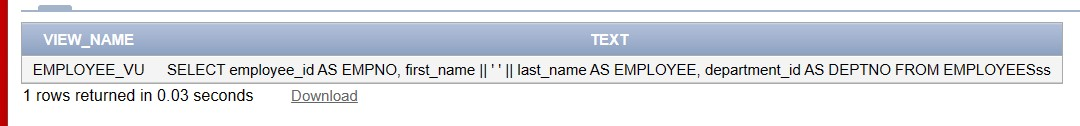 VIEW_NAME TEXT
EMPLOYEE_VU SELECT employee_id AS EMPNO, first_name || ' ' || last_name AS EMPLOYEE, department_id AS DEPTNO FROM EMPLOYEESss
1 rows returned in 0.03 seconds Download